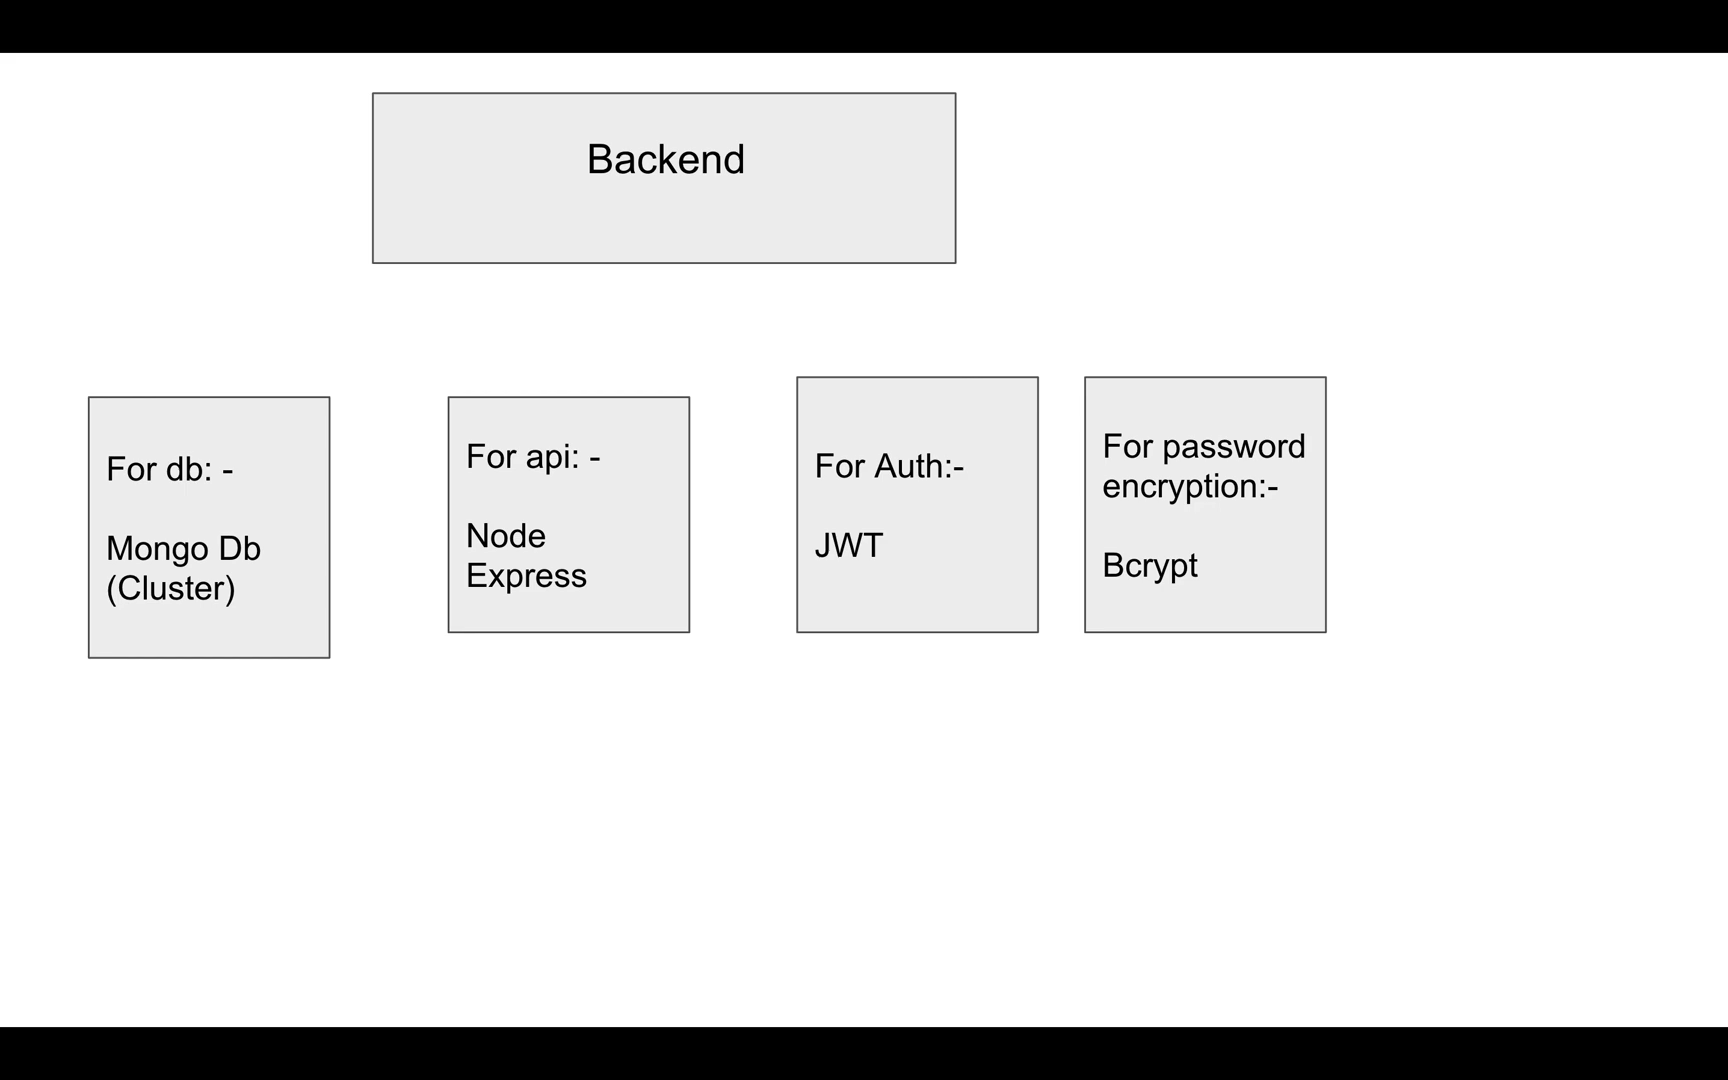 Backend
For db: -
Mongo Db
(Cluster)
For api: -
Node
Express
For Auth:-
JWT
For password
encryption:-
Bcrypt